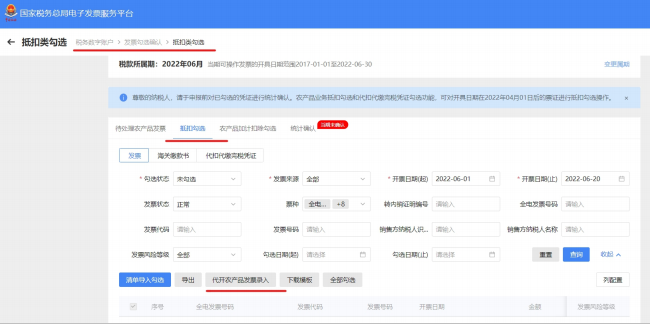 国家税务总局电子发票服务平台
← 抵扣类勾选 税务数字账户 > 发票勾选确认 > 抵扣类勾选
税款所属期：2022年06月 当期可操作发票的开具日期范围2017-01-01至2022-06-30 变更属期
尊敬的纳税人，请于申报前对已勾选的凭证进行统计确认。农产品业务抵扣勾选和代扣代缴完税凭证勾选功能，可对开具日期在2022年04月01日后的票证进行抵扣勾选操作。 ×
待处理农产品发票 抵扣勾选 农产品加计扣除勾选 统计确认 当期未确认
发票 海关缴款书 代扣代缴完税凭证
* 勾选状态 未勾选 * 发票来源 全部 * 开票日期(起) 2022-06-01 * 开票日期(止) 2022-06-20
发票状态 正常 票种 全电... +8 转内销证明编号 请输入 全电发票号码 请输入
发票代码 请输入 发票号码 请输入 销售方纳税人识... 请输入 销售方纳税人名称 请输入
发票风险等级 全部 勾选日期(起) 请选择 勾选日期(止) 请选择 重置 查询 收起
清单导入勾选 导出 代开农产品发票录入 下载模板 全部勾选 列配置
序号 全电发票号码 发票代码 发票号码 开票日期 金额 发票风险等级